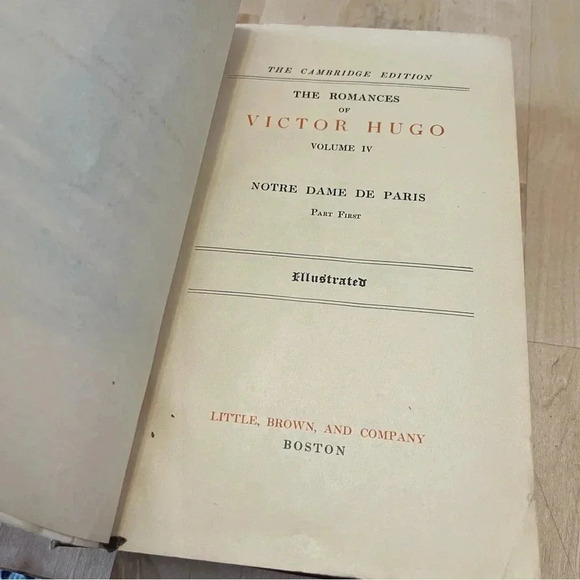 THE CAMBRIDGE EDITION
THE ROMANCES
OF
VICTOR HUGO
VOLUME IV
NOTRE DAME DE PARIS
PART FIRST
Illustrated
LITTLE, BROWN, AND COMPANY
BOSTON